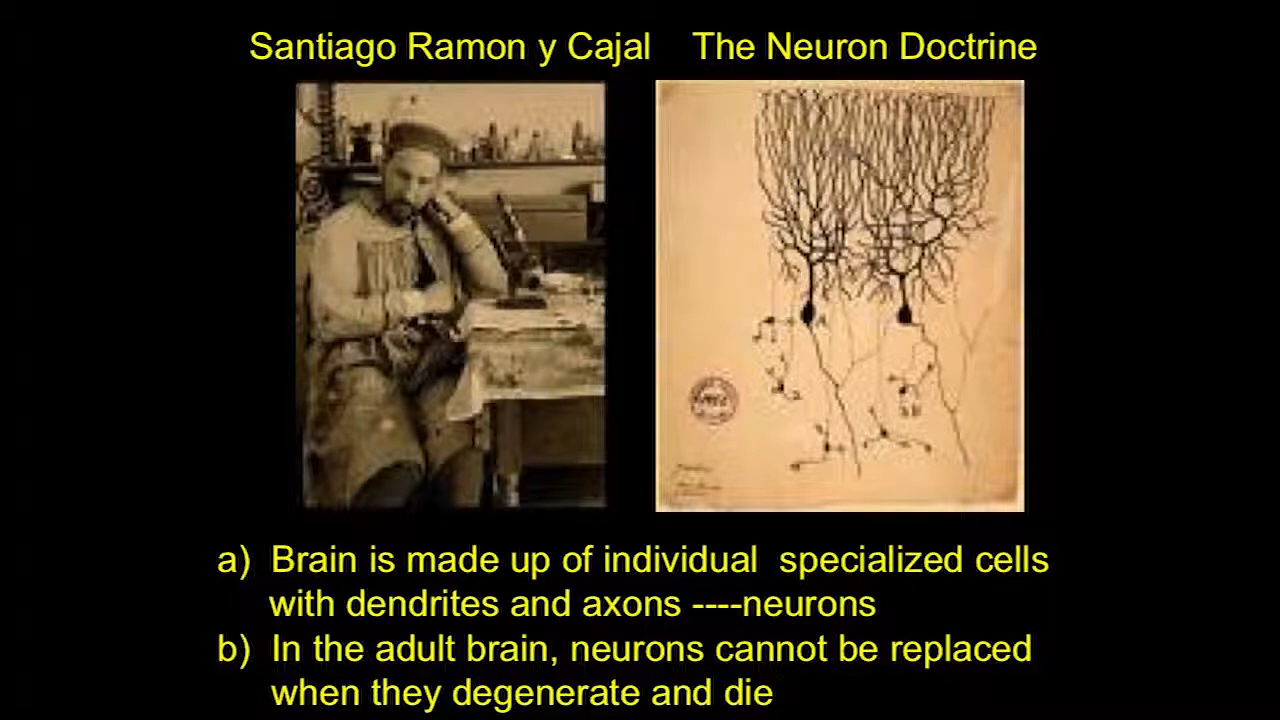 Santiago Ramon y Cajal The Neuron Doctrine
a) Brain is made up of individual specialized cells
with dendrites and axons ----neurons
b) In the adult brain, neurons cannot be replaced
when they degenerate and die